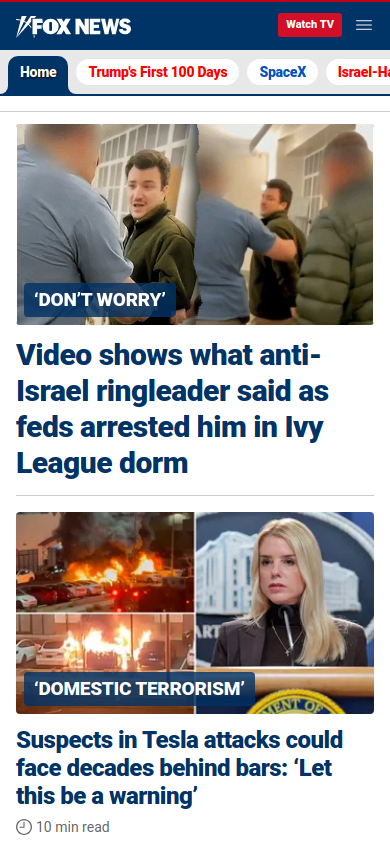 FOX NEWS
Watch TV
Home
Trump's First 100 Days
SpaceX
Israel-Ha
‘DON’T WORRY’
Video shows what anti-
Israel ringleader said as
feds arrested him in Ivy
League dorm
‘DOMESTIC TERRORISM’
Suspects in Tesla attacks could
face decades behind bars: ‘Let
this be a warning’
10 min read